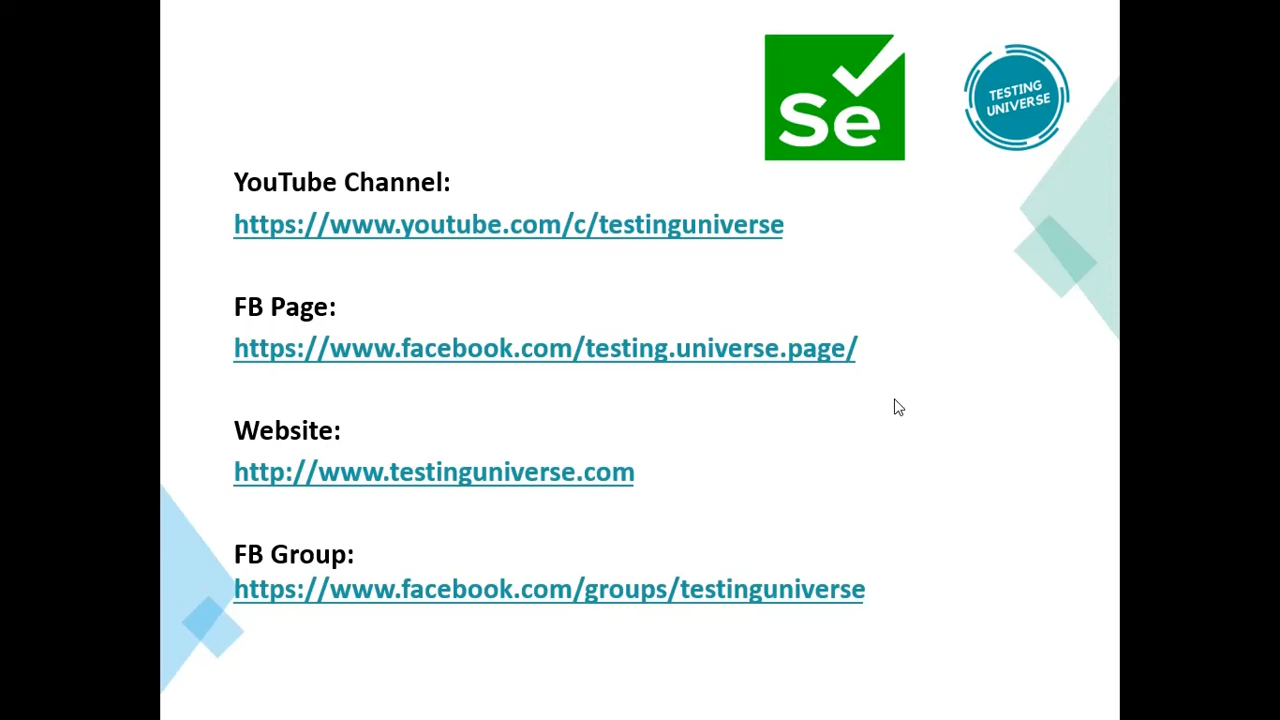 Se
TESTING
UNIVERSE
YouTube Channel:
https://www.youtube.com/c/testinguniverse
FB Page:
https://www.facebook.com/testing.universe.page/
Website:
http://www.testinguniverse.com
FB Group:
https://www.facebook.com/groups/testinguniverse